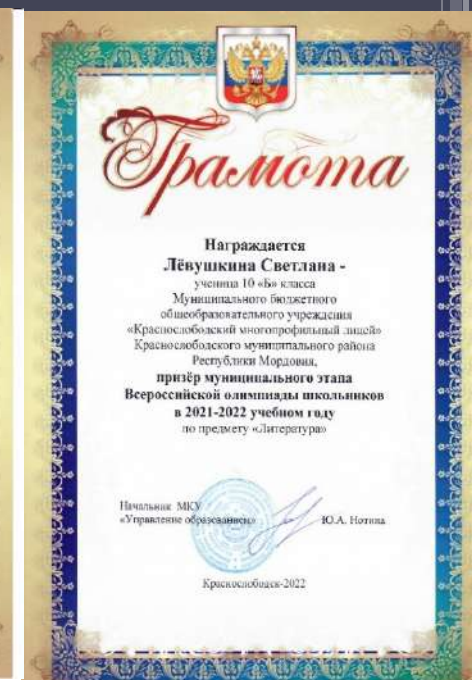 Грамота
Награждается
Лёвушкина Светлана -
ученица 10 «Б» класса
Муниципального бюджетного
общеобразовательного учреждения
«Краснослободский многопрофильный лицей»
Краснослободского муниципального района
Республики Мордовия,
призёр муниципального этапа
Всероссийской олимпиады школьников
в 2021-2022 учебном году
по предмету «Литература»
Начальник МКУ
«Управление образованием»
Ю.А. Нотина
Краснослободск-2022